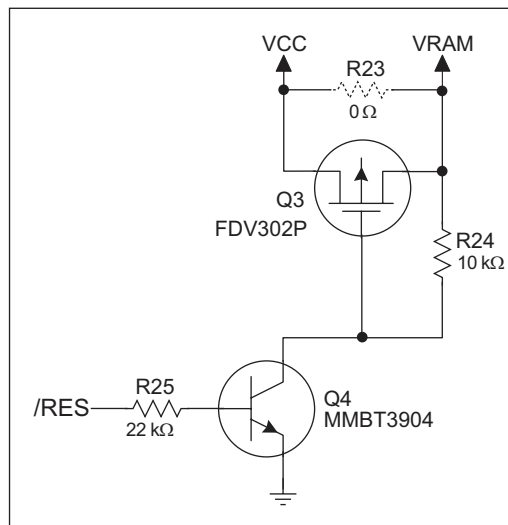 VCC
VRAM
R23
0 Ω
Q3
FDV302P
R24
10 kΩ
/RES
R25
22 kΩ
Q4
MMBT3904